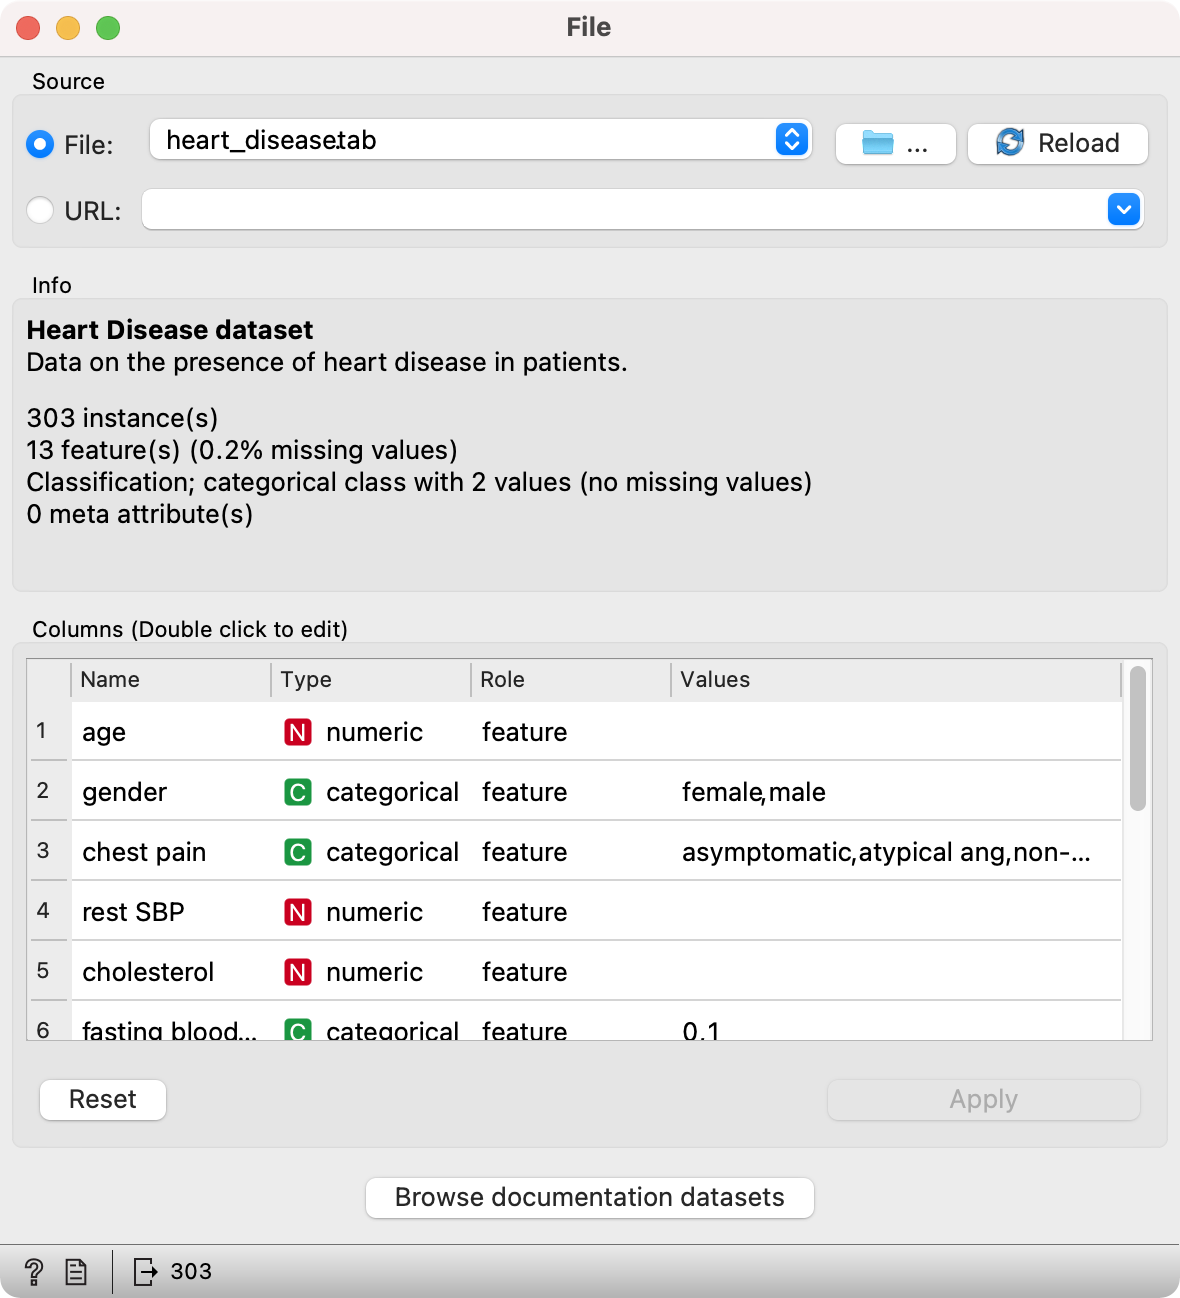 File
Source
File: heart_disease.tab ... Reload
URL:
Info
Heart Disease dataset
Data on the presence of heart disease in patients.
303 instance(s)
13 feature(s) (0.2% missing values)
Classification; categorical class with 2 values (no missing values)
0 meta attribute(s)
Columns (Double click to edit)
Name Type Role Values
1 age N numeric feature
2 gender C categorical feature female,male
3 chest pain C categorical feature asymptomatic,atypical ang,non-...
4 rest SBP N numeric feature
5 cholesterol N numeric feature
6 fasting blood... C categorical feature 0,1
Reset Apply
Browse documentation datasets
? 303